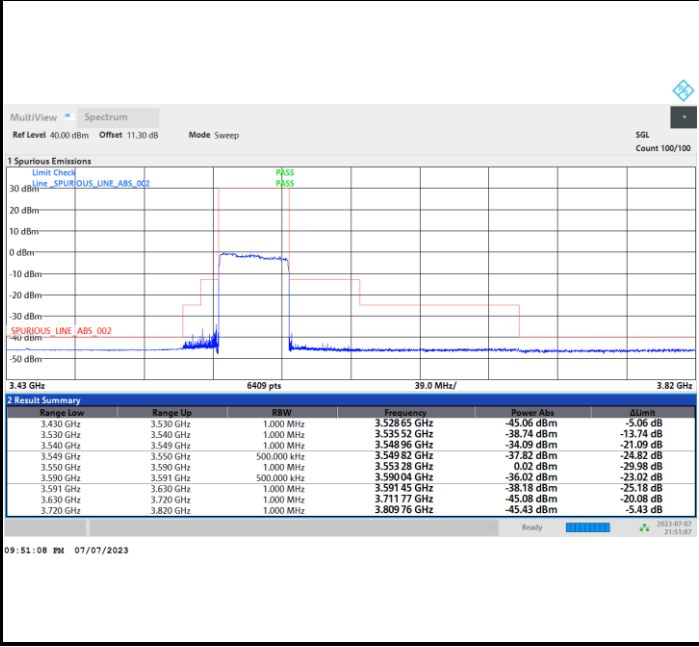 MultiView Spectrum
Ref Level 40.00 dBm Offset 11.30 dB Mode Sweep SGL
Count 100/100
1 Spurious Emissions
Limit Check PASS
Line _SPURIOUS_LINE_ABS_002 PASS
30 dBm
20 dBm
10 dBm
0 dBm
-10 dBm
-20 dBm
-30 dBm
_SPURIOUS_LINE_ABS_002
-40 dBm
-50 dBm
3.43 GHz 6409 pts 39.0 MHz/ 3.82 GHz
2 Result Summary
Range Low Range Up RBW Frequency Power Abs ΔLimit
3.430 GHz 3.530 GHz 1.000 MHz 3.528 65 GHz -45.06 dBm -5.06 dB
3.530 GHz 3.540 GHz 1.000 MHz 3.535 52 GHz -38.74 dBm -13.74 dB
3.540 GHz 3.549 GHz 1.000 MHz 3.548 96 GHz -34.09 dBm -21.09 dB
3.549 GHz 3.550 GHz 500.000 kHz 3.549 82 GHz -37.82 dBm -24.82 dB
3.550 GHz 3.590 GHz 1.000 MHz 3.553 28 GHz 0.02 dBm -29.98 dB
3.590 GHz 3.591 GHz 500.000 kHz 3.590 04 GHz -36.02 dBm -23.02 dB
3.591 GHz 3.630 GHz 1.000 MHz 3.591 45 GHz -38.18 dBm -25.18 dB
3.630 GHz 3.720 GHz 1.000 MHz 3.711 77 GHz -45.08 dBm -20.08 dB
3.720 GHz 3.820 GHz 1.000 MHz 3.809 76 GHz -45.43 dBm -5.43 dB
Ready 2023-07-07
21:51:07
09:51:08 PM 07/07/2023